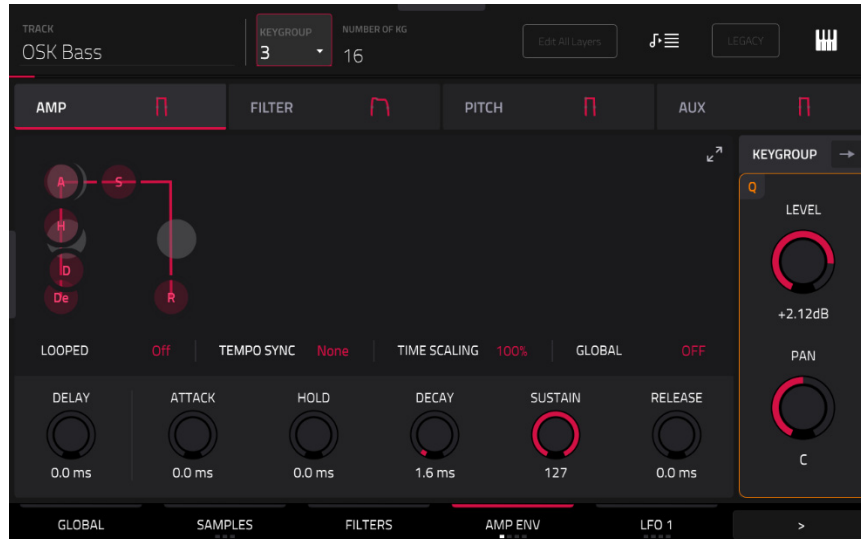 TRACK
OSK Bass
KEYGROUP
3
NUMBER OF KG
16
Edit All Layers
LEGACY
AMP
FILTER
PITCH
AUX
A
S
H
D
De
R
KEYGROUP
Q
LEVEL
+2.12dB
PAN
C
LOOPED Off
TEMPO SYNC None
TIME SCALING 100%
GLOBAL OFF
DELAY ATTACK HOLD DECAY SUSTAIN RELEASE
0.0 ms 0.0 ms 0.0 ms 1.6 ms 127 0.0 ms
GLOBAL SAMPLES FILTERS AMP ENV LFO 1 >